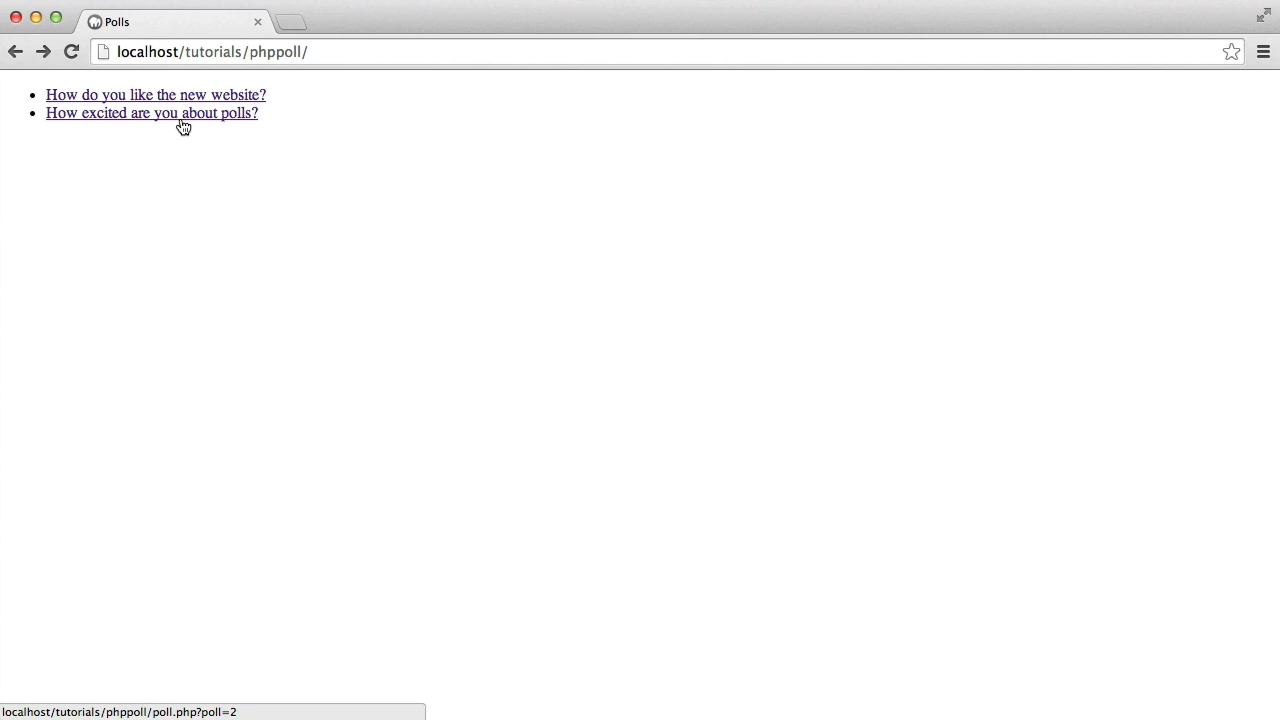 Polls
localhost/tutorials/phppoll/
How do you like the new website?
How excited are you about polls?
localhost/tutorials/phppoll/poll.php?poll=2